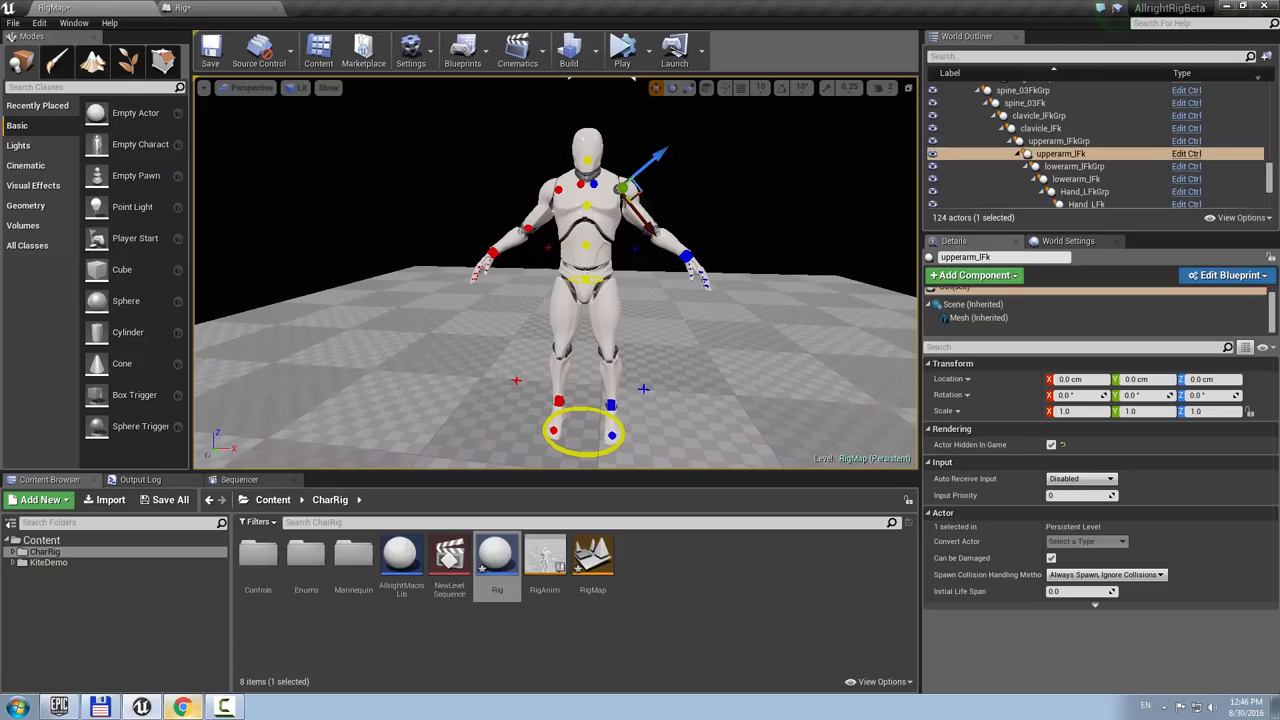 RigMap*
Rig*
AllrightRigBeta
File
Edit
Window
Help
Search For Help
Modes
Search Classes
Recently Placed
Basic
Lights
Cinematic
Visual Effects
Geometry
Volumes
All Classes
Empty Actor
Empty Charact
Empty Pawn
Point Light
Player Start
Cube
Sphere
Cylinder
Cone
Box Trigger
Sphere Trigger
Save
Source Control
Content
Marketplace
Settings
Blueprints
Cinematics
Build
Play
Launch
Perspective
Lit
Show
10
10°
0.25
2
Z
X
Level: RigMap (Persistent)
World Outliner
Search...
Label
Type
spine_03FkGrp Edit Ctrl
spine_03Fk Edit Ctrl
clavicle_lFkGrp Edit Ctrl
clavicle_lFk Edit Ctrl
upperarm_lFkGrp Edit Ctrl
upperarm_lFk Edit Ctrl
lowerarm_lFkGrp Edit Ctrl
lowerarm_lFk Edit Ctrl
Hand_LFkGrp Edit Ctrl
Hand_LFk Edit Ctrl
124 actors (1 selected)
View Options
Details
World Settings
upperarm_lFk
Add Component
Edit Blueprint
Scene (Inherited)
Mesh (Inherited)
Search
Transform
Location X 0.0 cm Y 0.0 cm Z 0.0 cm
Rotation X 0.0 ° Y 0.0 ° Z 0.0 °
Scale X 1.0 Y 1.0 Z 1.0
Rendering
Actor Hidden In Game
Input
Auto Receive Input Disabled
Input Priority 0
Actor
1 selected in Persistent Level
Convert Actor Select a Type
Can be Damaged
Spawn Collision Handling Metho Always Spawn, Ignore Collisions
Initial Life Span 0.0
Content Browser
Output Log
Sequencer
Add New
Import
Save All
Content
CharRig
Search Folders
Filters
Search CharRig
Content
CharRig
KiteDemo
Controls
Enums
Mannequin
AllrightMacro
Lib
NewLevel
Sequence
Rig
RigAnim
RigMap
8 items (1 selected)
View Options
EPIC
EN
12:46 PM
8/30/2016